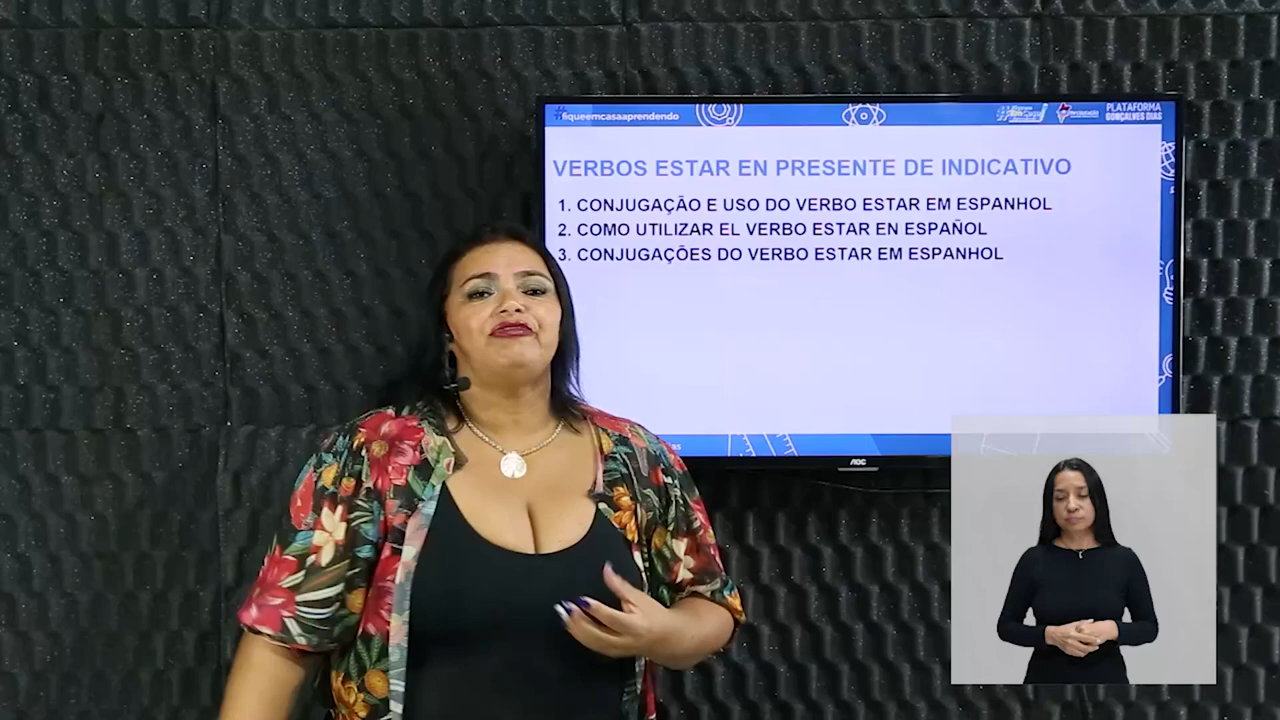 #fiqueemcasaaprendendo
PLATAFORMA
GONÇALVES DIAS
VERBOS ESTAR EN PRESENTE DE INDICATIVO
1. CONJUGAÇÃO E USO DO VERBO ESTAR EM ESPANHOL
2. COMO UTILIZAR EL VERBO ESTAR EN ESPAÑOL
3. CONJUGAÇÕES DO VERBO ESTAR EM ESPANHOL
AOC